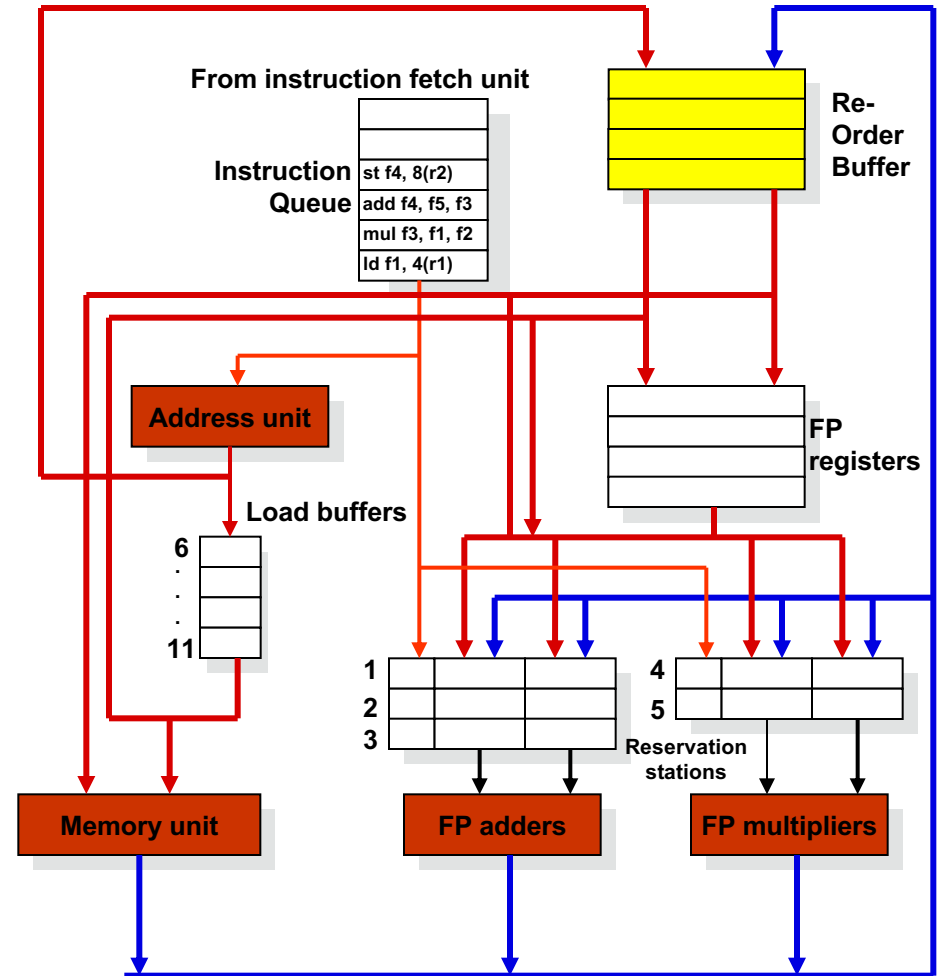 From instruction fetch unit
Re-
Order
Buffer
Instruction
Queue
st f4, 8(r2)
add f4, f5, f3
mul f3, f1, f2
ld f1, 4(r1)
Address unit
FP
registers
Load buffers
6
.
.
.
11
1
2
3
4
5
Reservation
stations
Memory unit
FP adders
FP multipliers